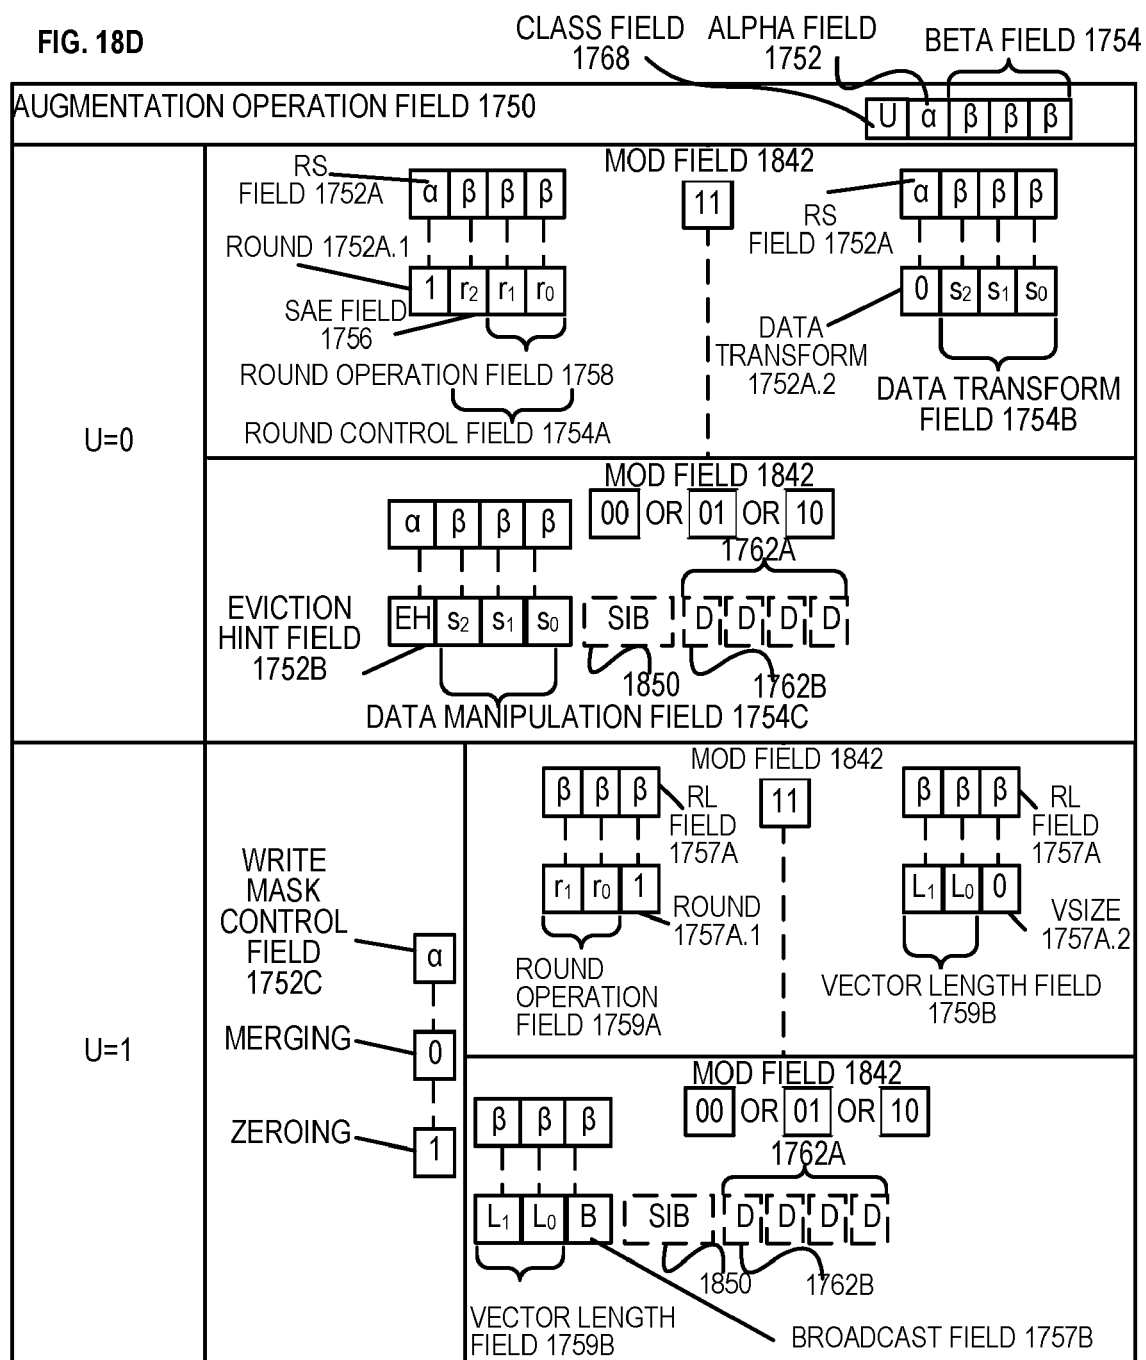 FIG. 18D
CLASS FIELD
1768
ALPHA FIELD
1752
BETA FIELD 1754
AUGMENTATION OPERATION FIELD 1750
U α β β β
U=0
MOD FIELD 1842
11
RS
FIELD 1752A
α β β β
ROUND 1752A.1
1 r2 r1 r0
SAE FIELD
1756
ROUND OPERATION FIELD 1758
ROUND CONTROL FIELD 1754A
α β β β
RS
FIELD 1752A
0 s2 s1 s0
DATA
TRANSFORM
1752A.2
DATA TRANSFORM
FIELD 1754B
MOD FIELD 1842
00 OR 01 OR 10
α β β β
1762A
EVICTION
HINT FIELD
1752B
EH s2 s1 s0 SIB D D D D
1850
1762B
DATA MANIPULATION FIELD 1754C
U=1
WRITE
MASK
CONTROL
FIELD
1752C
α
MERGING
0
ZEROING
1
MOD FIELD 1842
11
β β β
RL
FIELD
1757A
r1 r0 1
ROUND
1757A.1
ROUND
OPERATION
FIELD 1759A
β β β
RL
FIELD
1757A
L1 L0 0
VSIZE
1757A.2
VECTOR LENGTH FIELD
1759B
MOD FIELD 1842
00 OR 01 OR 10
β β β
1762A
L1 L0 B SIB D D D D
1850
1762B
VECTOR LENGTH
FIELD 1759B
BROADCAST FIELD 1757B